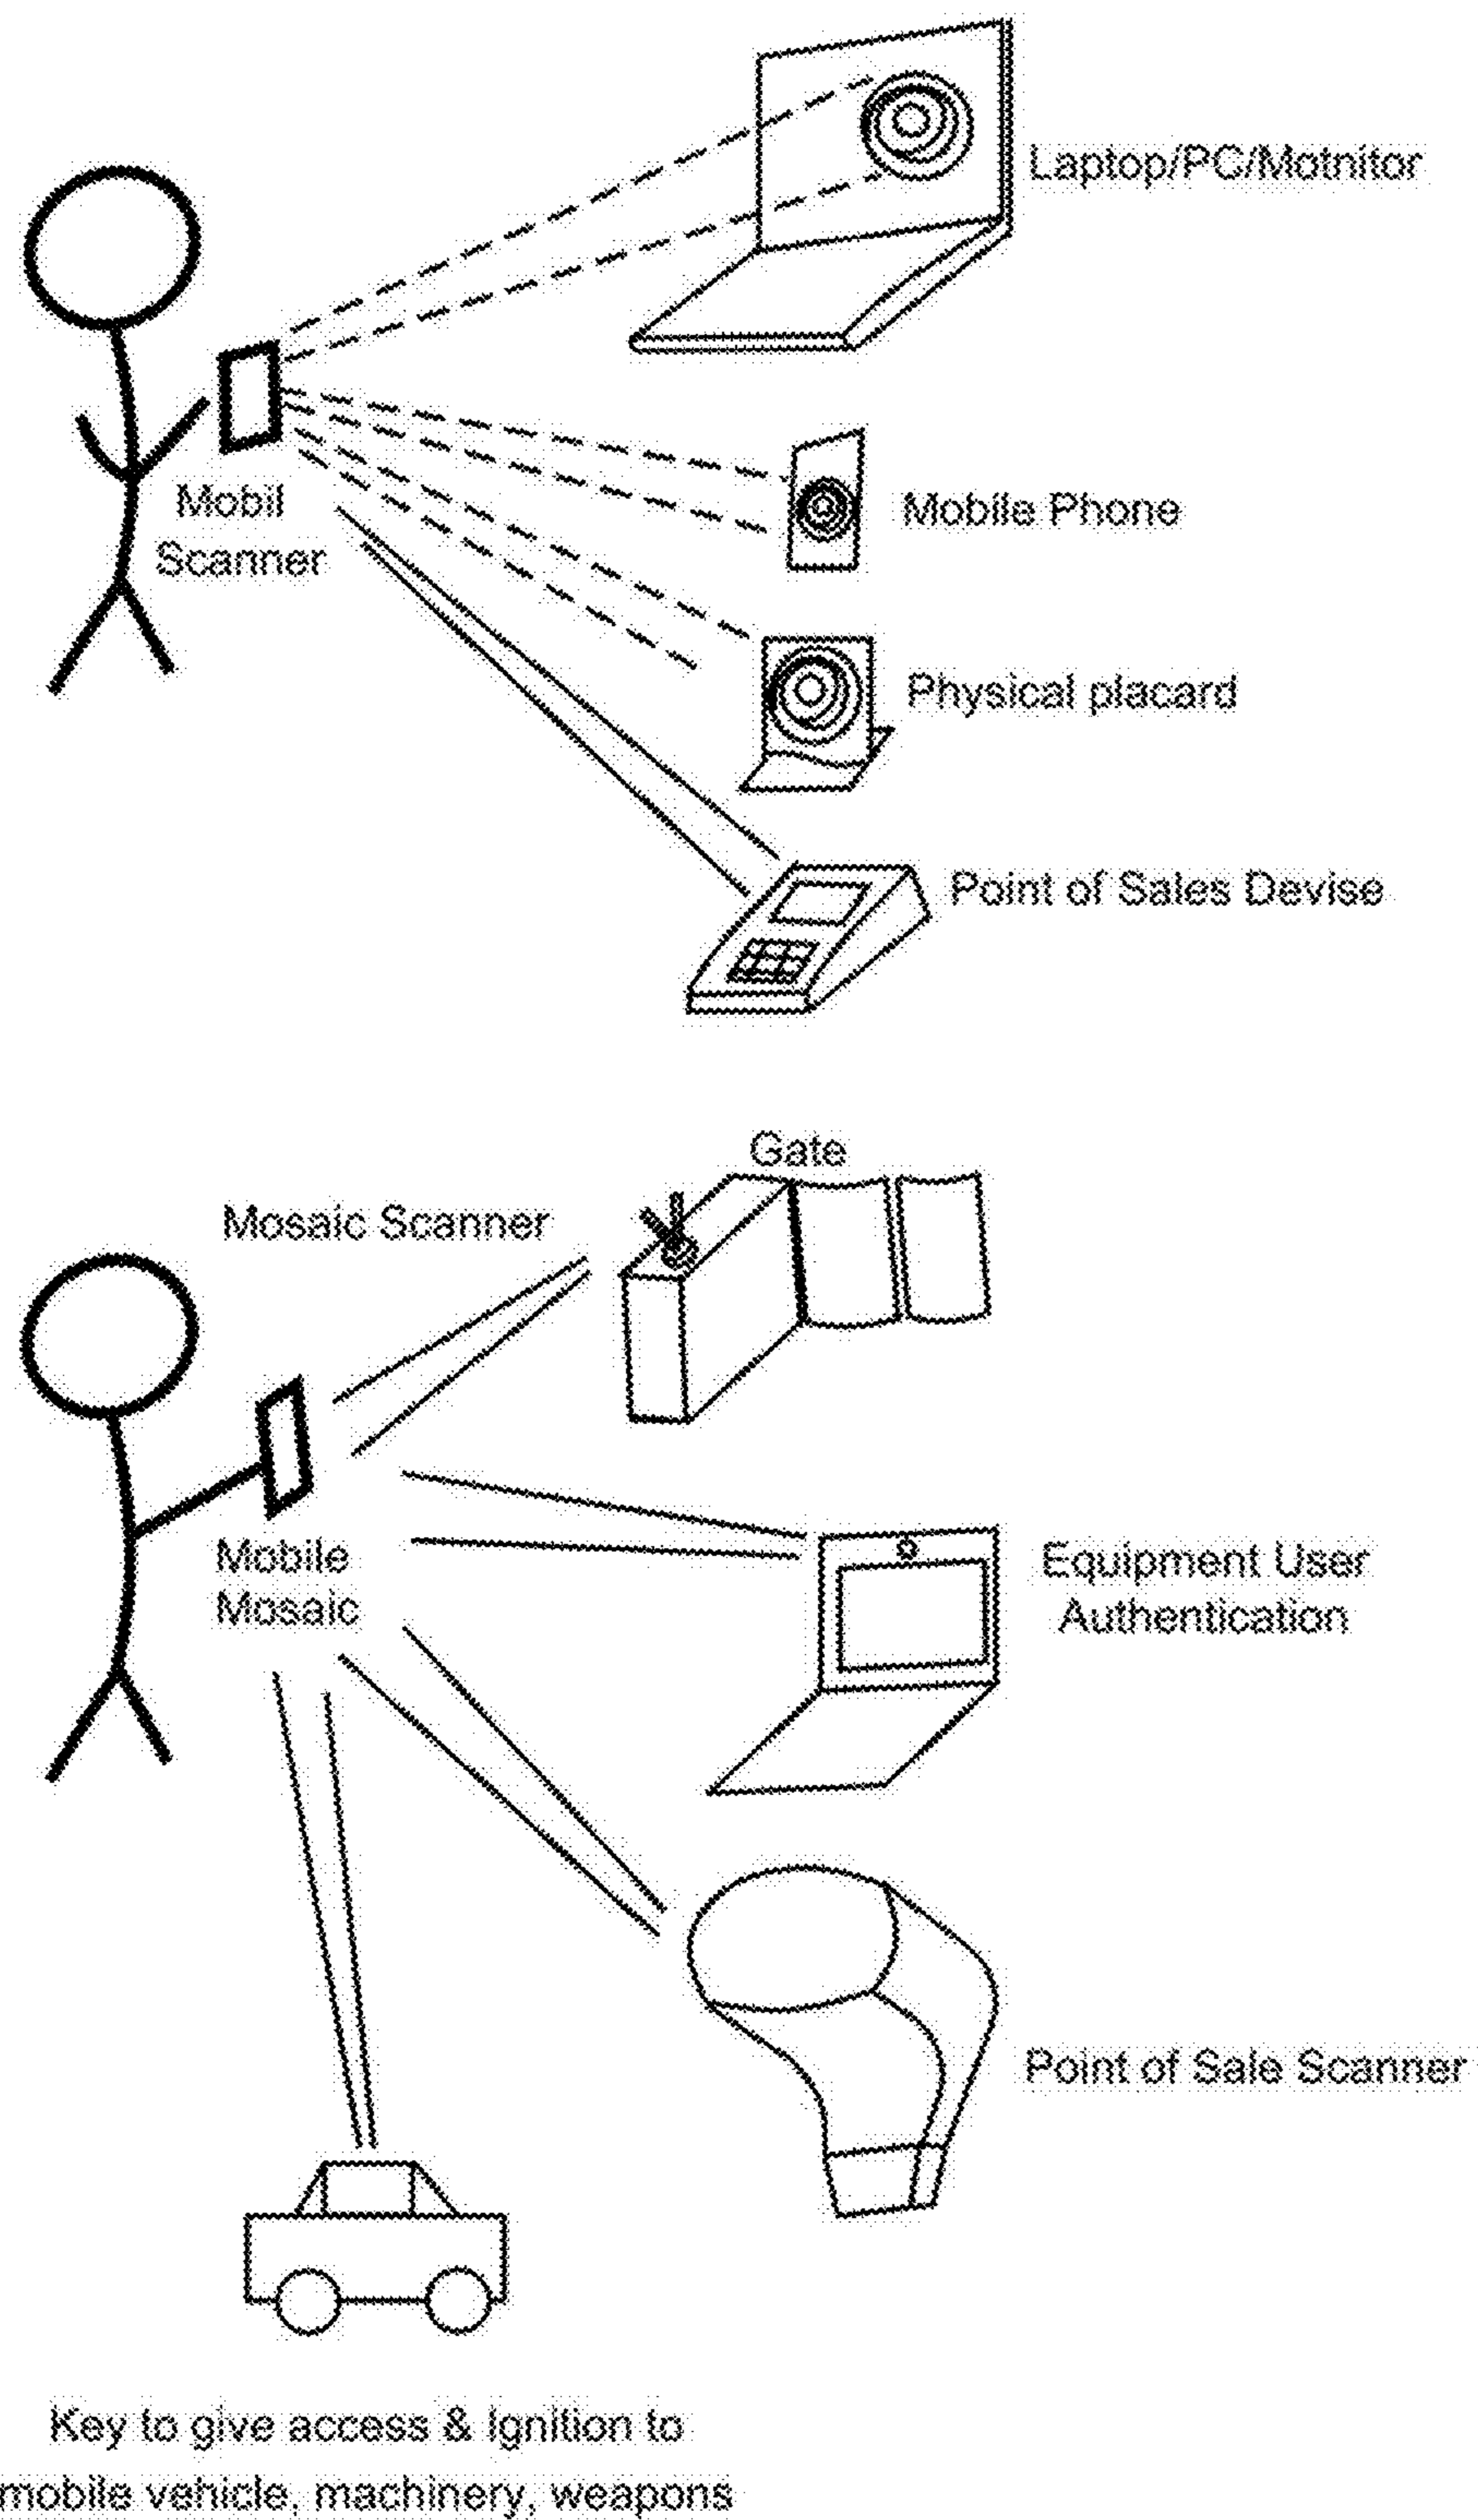 Laptop/PC/Motnitor
Mobil
Scanner
Mobile Phone
Physical placard
Point of Sales Devise
Gate
Mosaic Scanner
Mobile
Mosaic
Equipment User
Authentication
Point of Sale Scanner
Key to give access & Ignition to
mobile vehicle, machinery, weapons